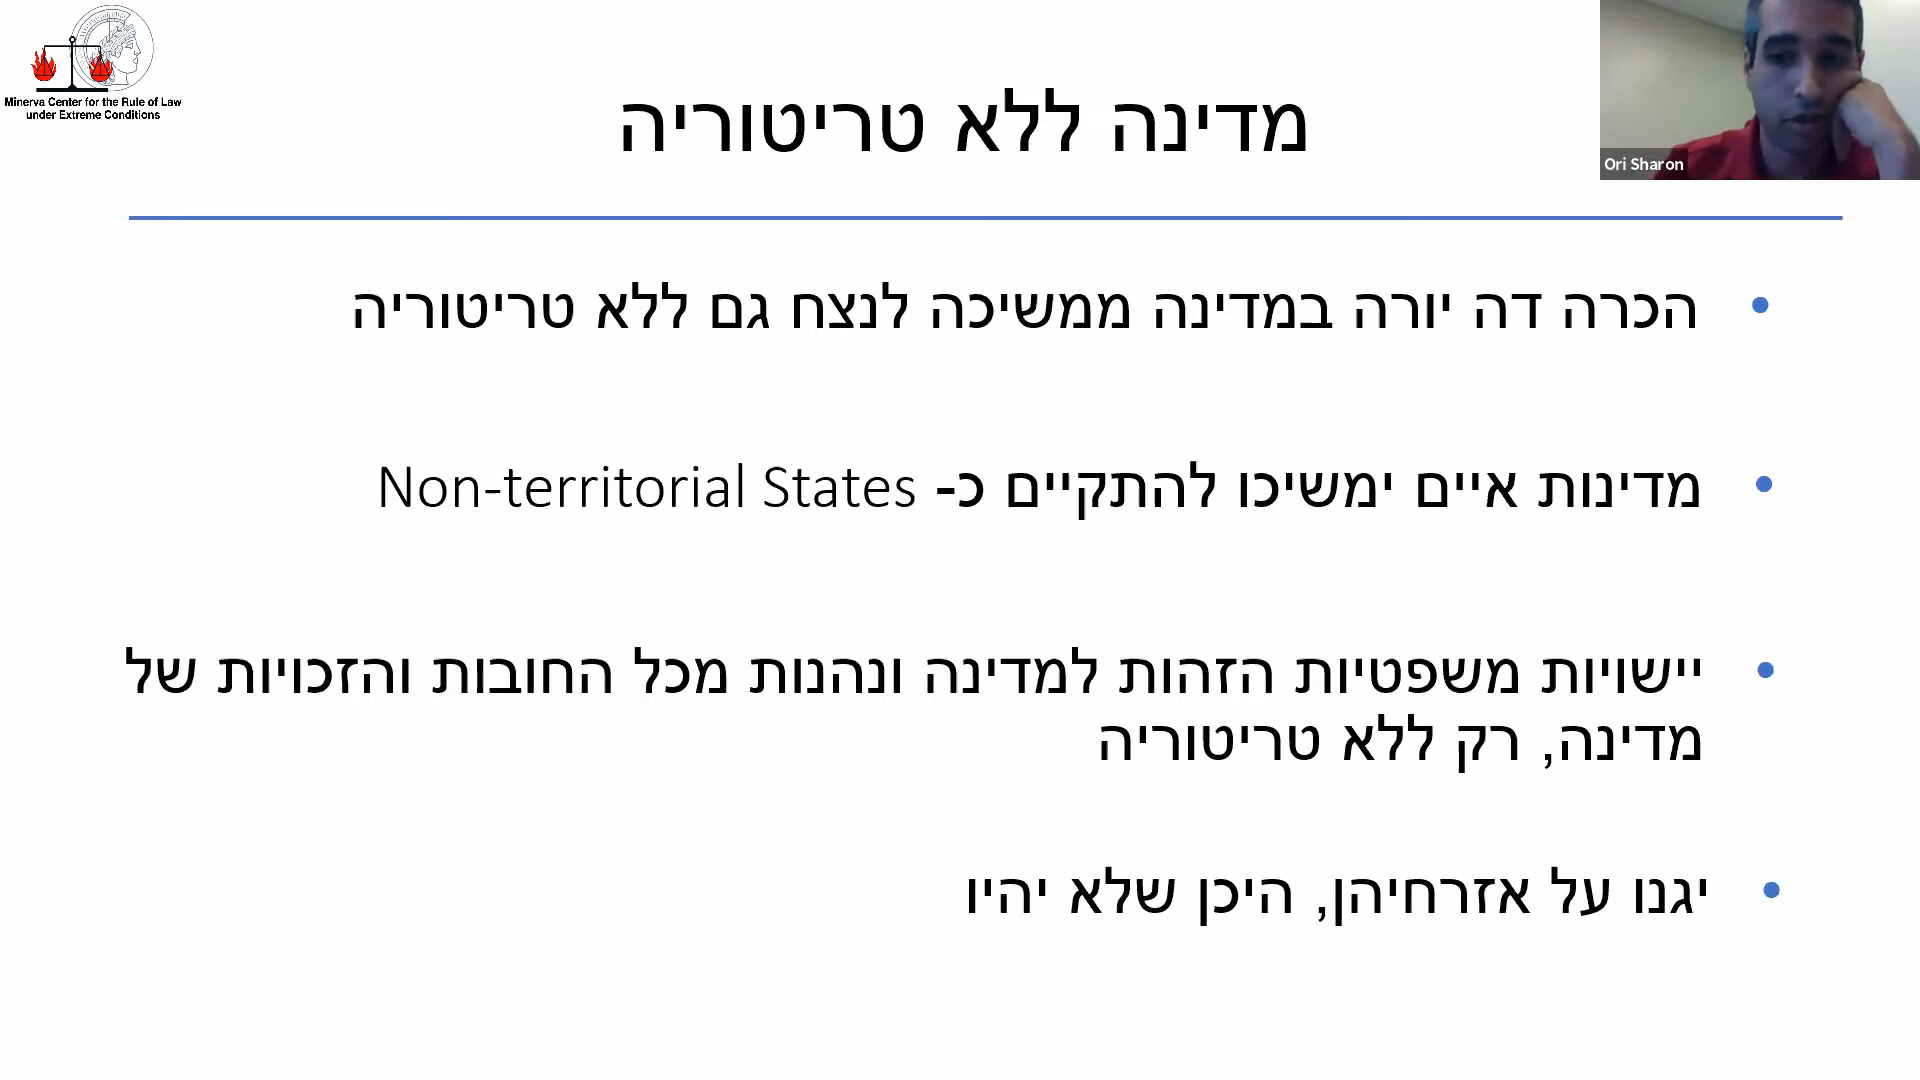 Minerva Center for the Rule of Law
under Extreme Conditions
Ori Sharon
מדינה ללא טריטוריה
הכרה דה יורה במדינה ממשיכה לנצח גם ללא טריטוריה
מדינות איים ימשיכו להתקיים כ- Non-territorial States
יישויות משפטיות הזהות למדינה ונהנות מכל החובות והזכויות של
מדינה, רק ללא טריטוריה
יגנו על אזרחיהן, היכן שלא יהיו